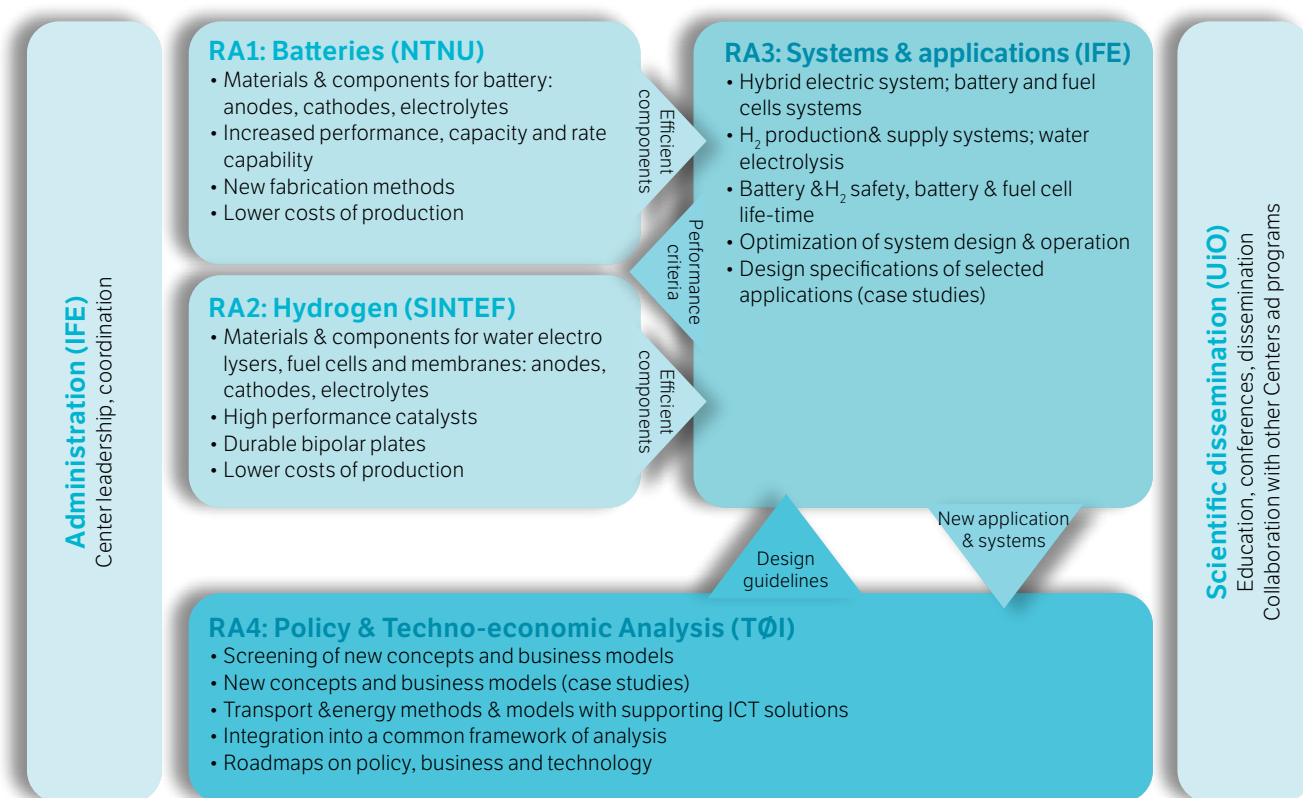 Administration (IFE)
Center leadership, coordination
RA1: Batteries (NTNU)
• Materials & components for battery:
anodes, cathodes, electrolytes
• Increased performance, capacity and rate
capability
• New fabrication methods
• Lower costs of production
Efficient
components
RA2: Hydrogen (SINTEF)
• Materials & components for water electro
lysers, fuel cells and membranes: anodes,
cathodes, electrolytes
• High performance catalysts
• Durable bipolar plates
• Lower costs of production
Efficient
components
Performance
criteria
RA3: Systems & applications (IFE)
• Hybrid electric system; battery and fuel
cells systems
• H₂ production& supply systems; water
electrolysis
• Battery &H₂ safety, battery & fuel cell
life-time
• Optimization of system design & operation
• Design specifications of selected
applications (case studies)
Design
guidelines
New application
& systems
RA4: Policy & Techno-economic Analysis (TØI)
• Screening of new concepts and business models
• New concepts and business models (case studies)
• Transport &energy methods & models with supporting ICT solutions
• Integration into a common framework of analysis
• Roadmaps on policy, business and technology
Scientific dissemination (UiO)
Education, conferences, dissemination
Collaboration with other Centers ad programs